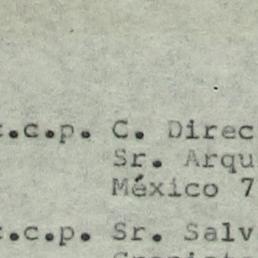 c.c.p. C. Direc
Sr. Arqu
México 7
c.c.p. Sr. Salv